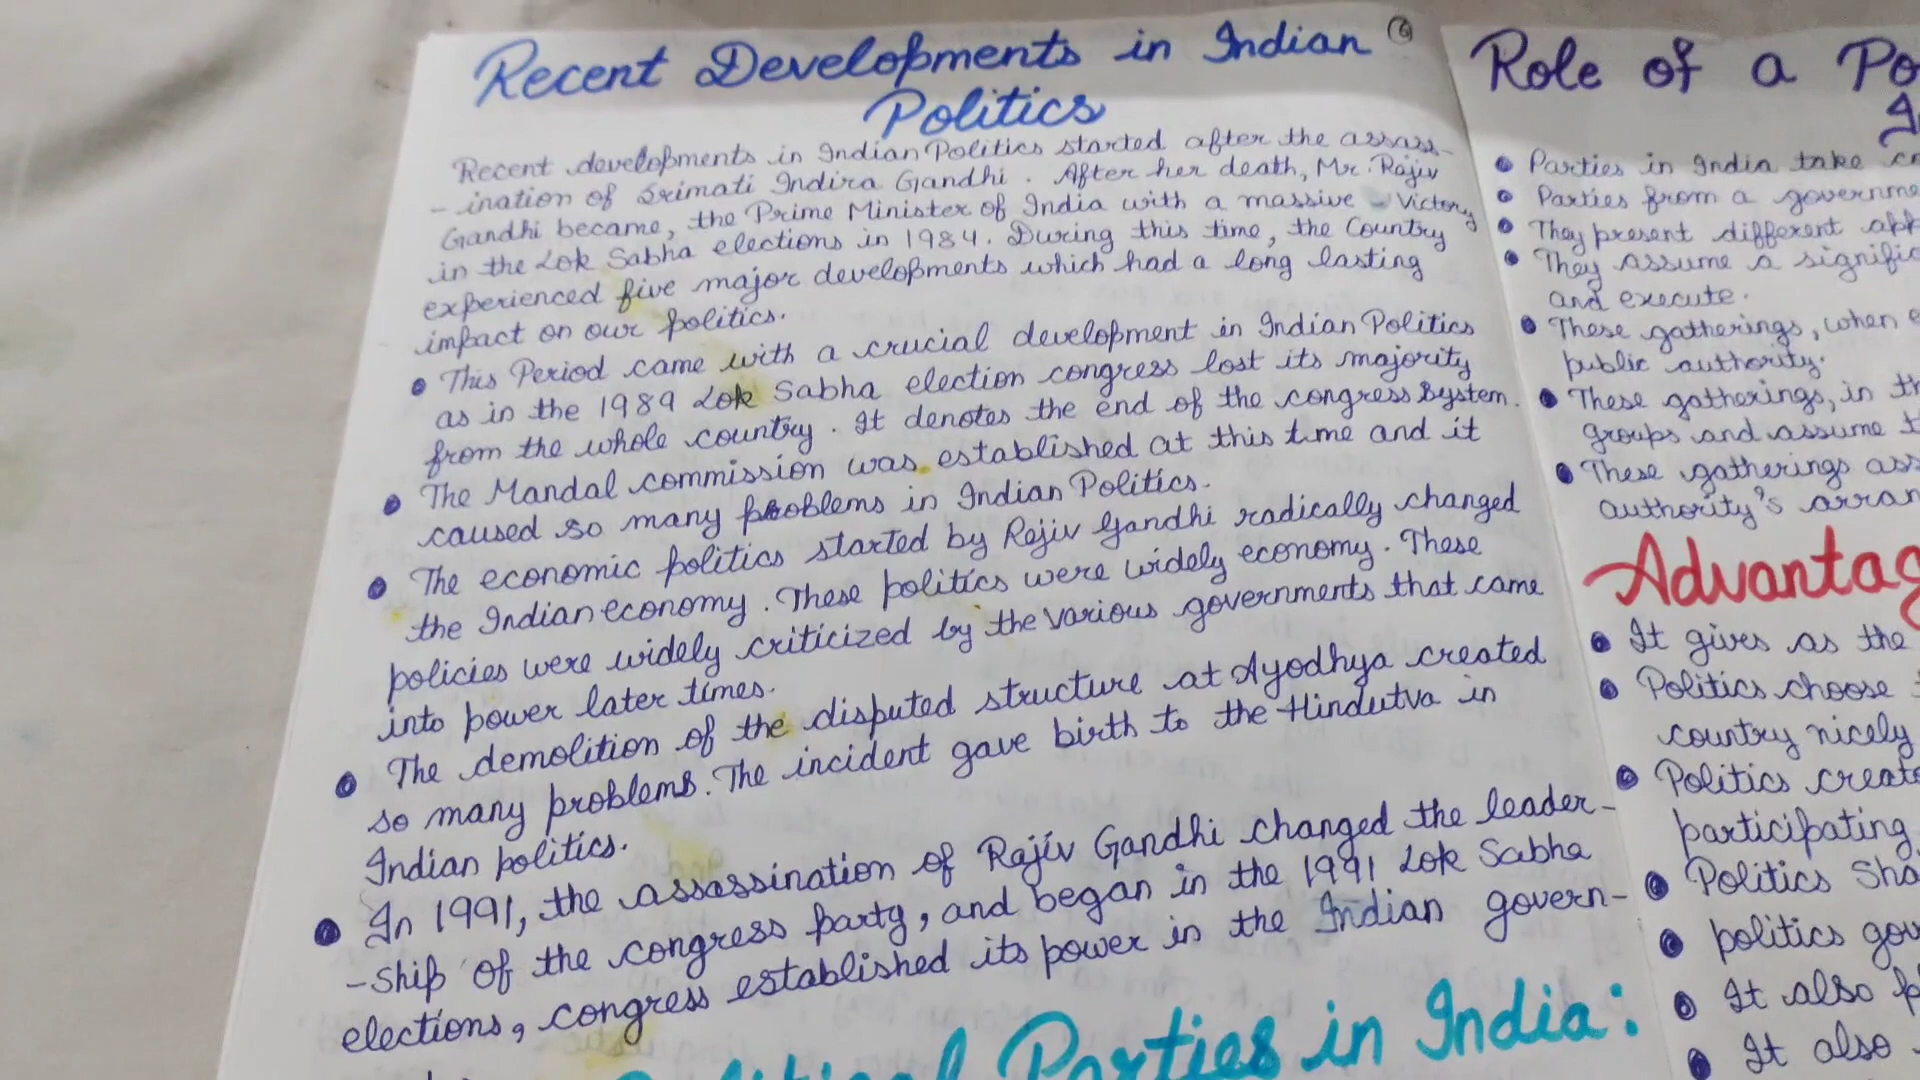 Recent Developments in Indian
Politics
6
Recent developments in Indian Politics started after the assass-
-ination of Srimati Indira Gandhi. After her death, Mr. Rajiv
Gandhi became, the Prime Minister of India with a massive Victory
in the Lok Sabha elections in 1984. During this time, the Country
experienced five major developments which had a long lasting
impact on our politics.
• This Period came with a crucial development in Indian Politics
as in the 1989 Lok Sabha election congress lost its majority
from the whole country. It denotes the end of the congress System.
• The Mandal commission was established at this time and it
caused so many problems in Indian Politics.
• The economic politics started by Rajiv Gandhi radically changed
the Indian economy. These politics were widely economy. These
policies were widely criticized by the various governments that came
into power later times.
• The demolition of the disputed structure at Ayodhya created
so many problems. The incident gave birth to the Hindutva in
Indian politics.
• In 1991, the assassination of Rajiv Gandhi changed the leader-
-ship of the congress party, and began in the 1991 Lok Sabha
elections, congress established its power in the Indian govern-
Parties in India:
Role of a Po
• Parties in India take
• Parties from a governme
• They present different
• They assume a signific
and execute.
• These gatherings, when
public authority.
• These gatherings, in
groups and assume
• These gatherings ass
authority's arran
Advantag
• It gives as the
• Politics choose
country nicely
• Politics create
participating
• Politics Sha
• politics gov
• It also
• It also